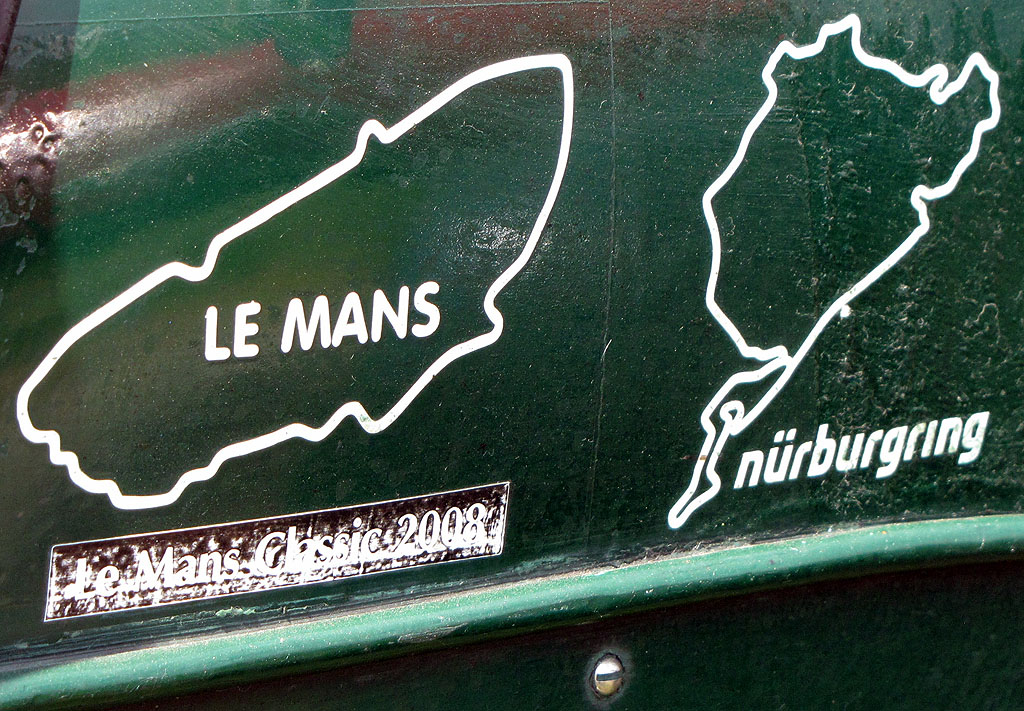 LE MANS
nürburgring
Le Mans Classic 2008